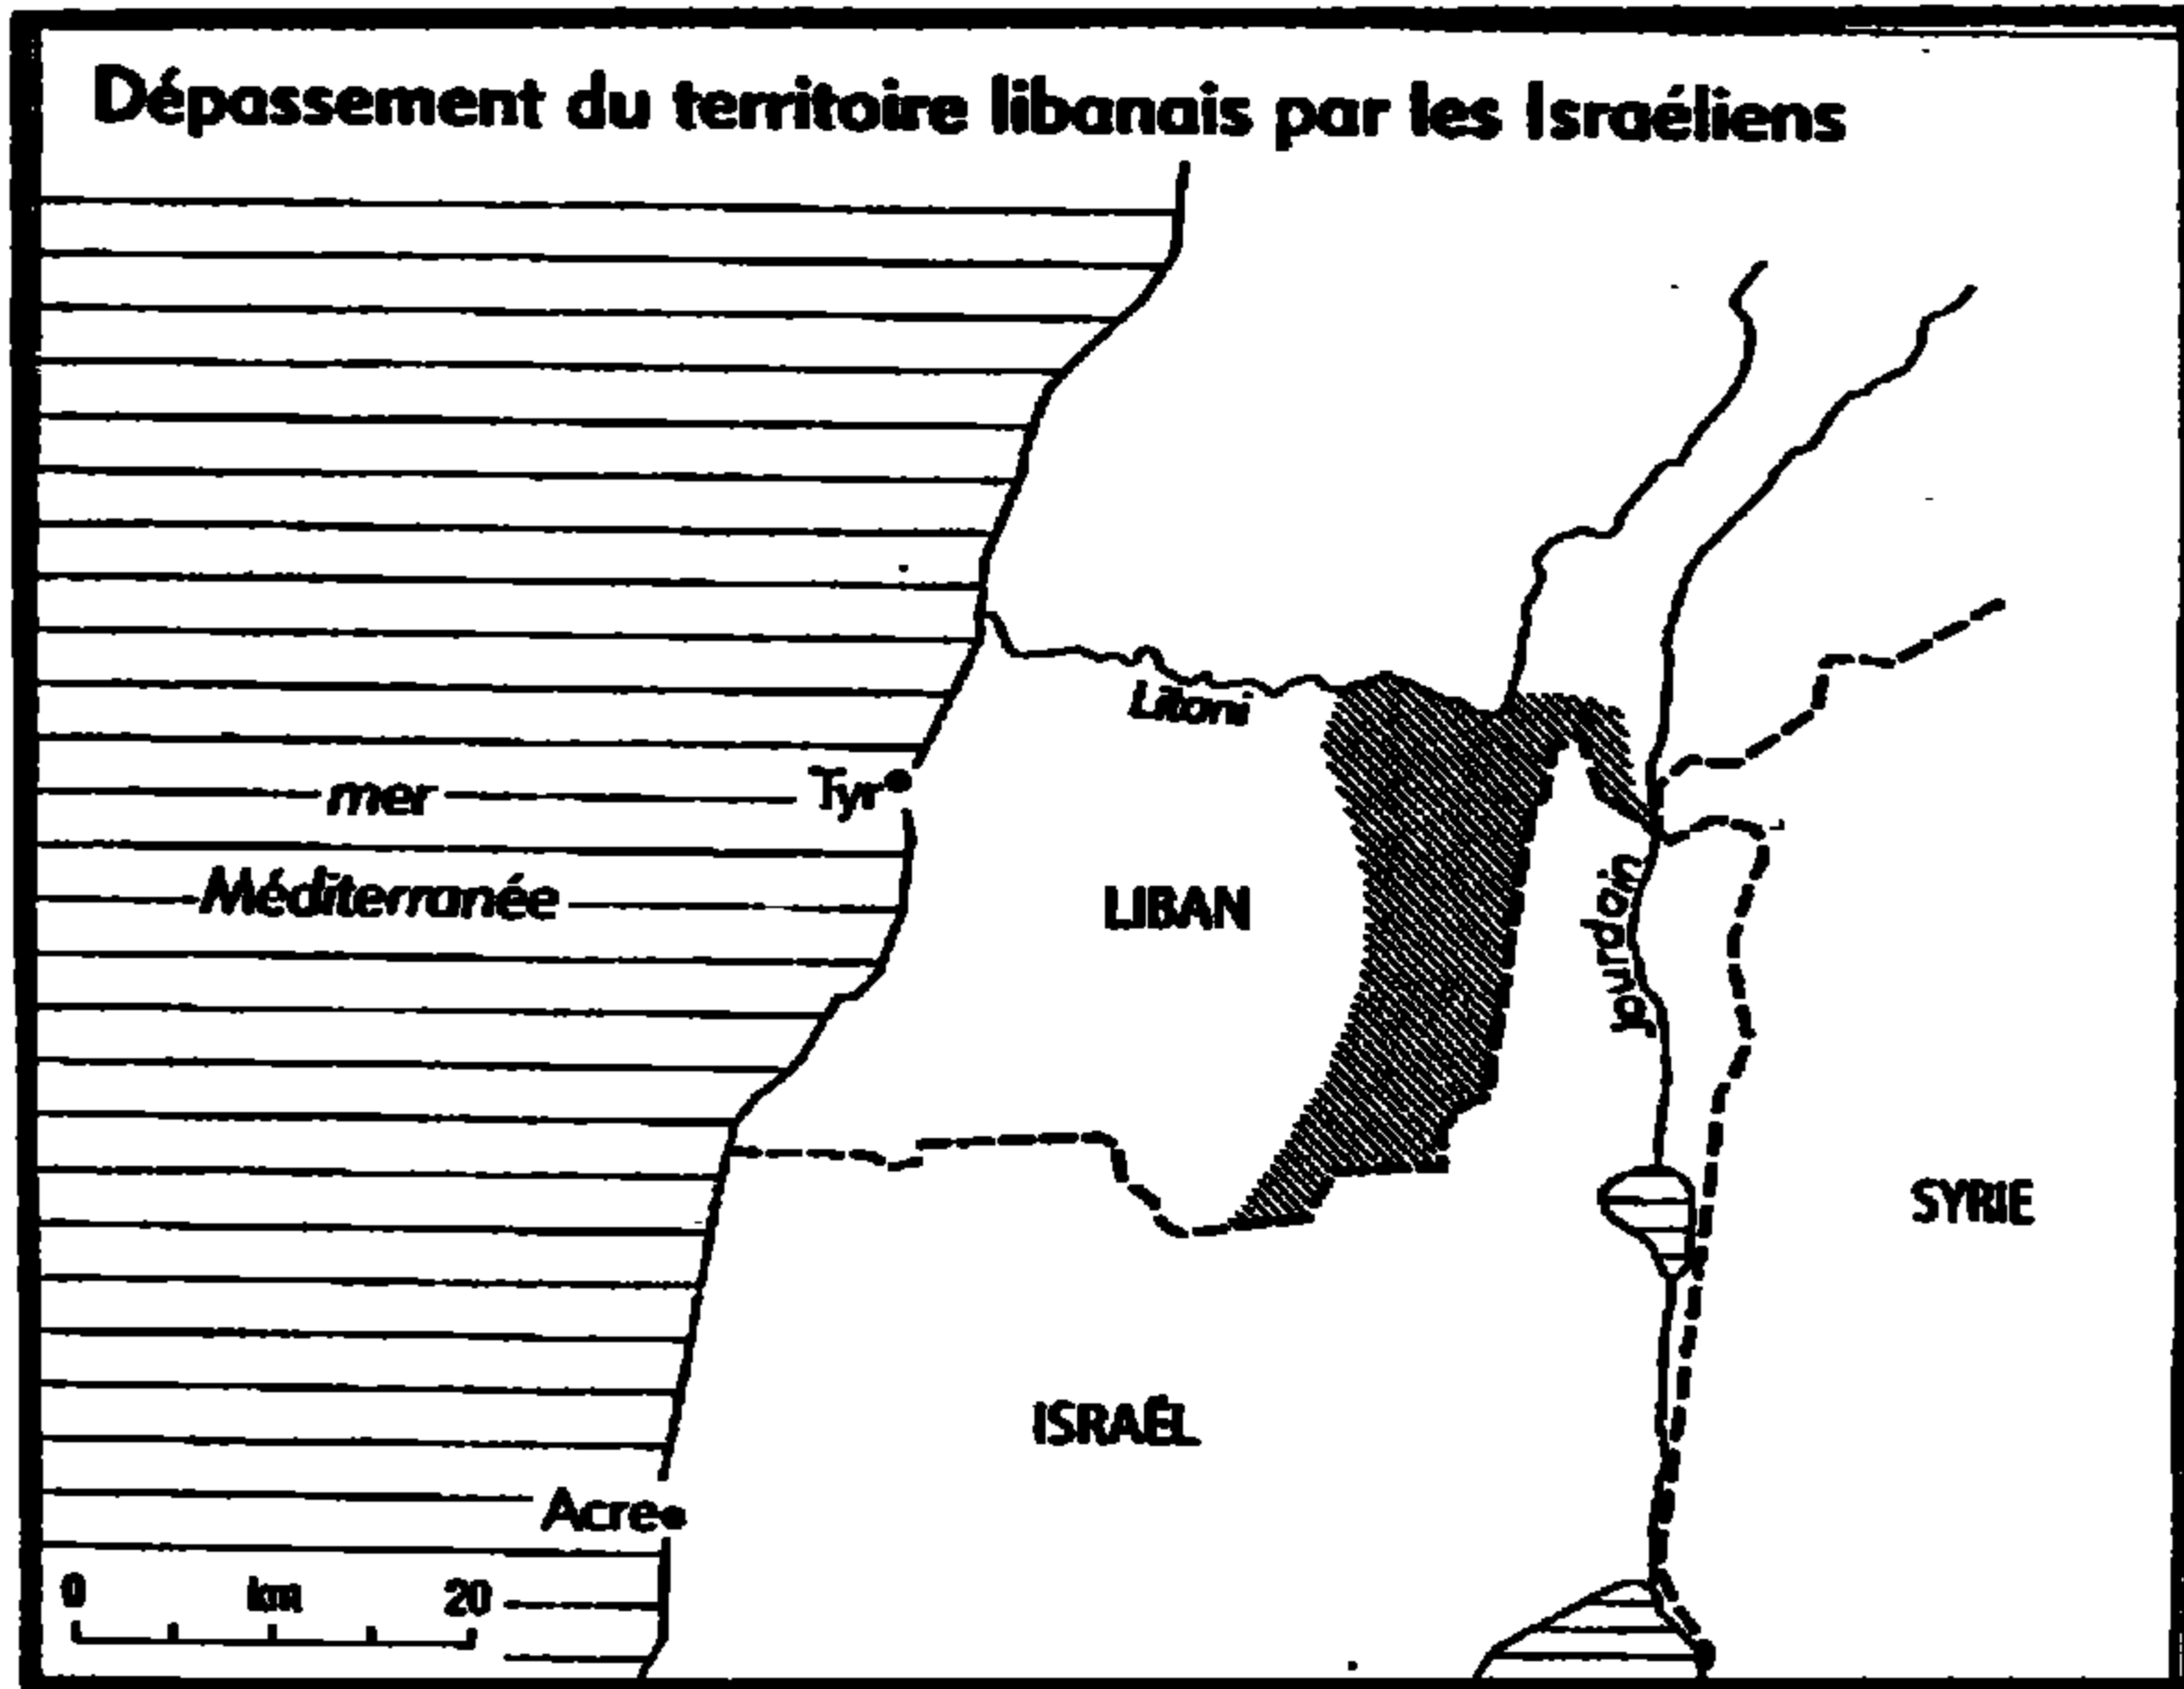 Dépassement du territoire libanais par les Israéliens
Litani
mer
Tyr
Méditerranée
LIBAN
Jourdain
SYRIE
ISRAËL
Acre
0 km 20